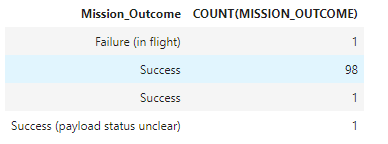 Mission_Outcome COUNT(MISSION_OUTCOME)
Failure (in flight) 1
Success 98
Success 1
Success (payload status unclear) 1